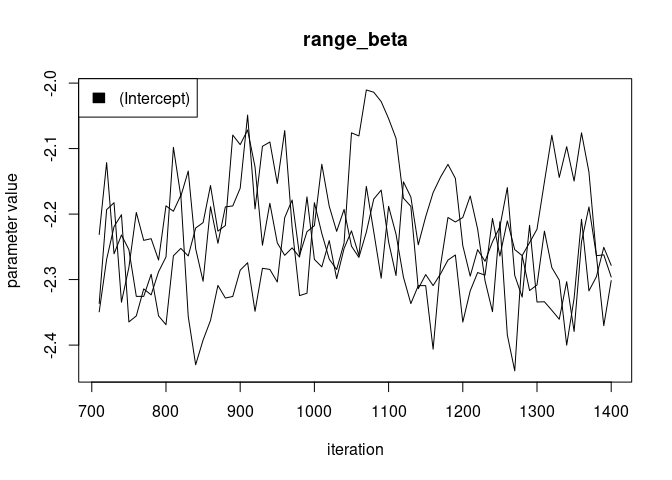 range_beta
(Intercept)
parameter value
-2.0
-2.1
-2.2
-2.3
-2.4
700 800 900 1000 1100 1200 1300 1400
iteration